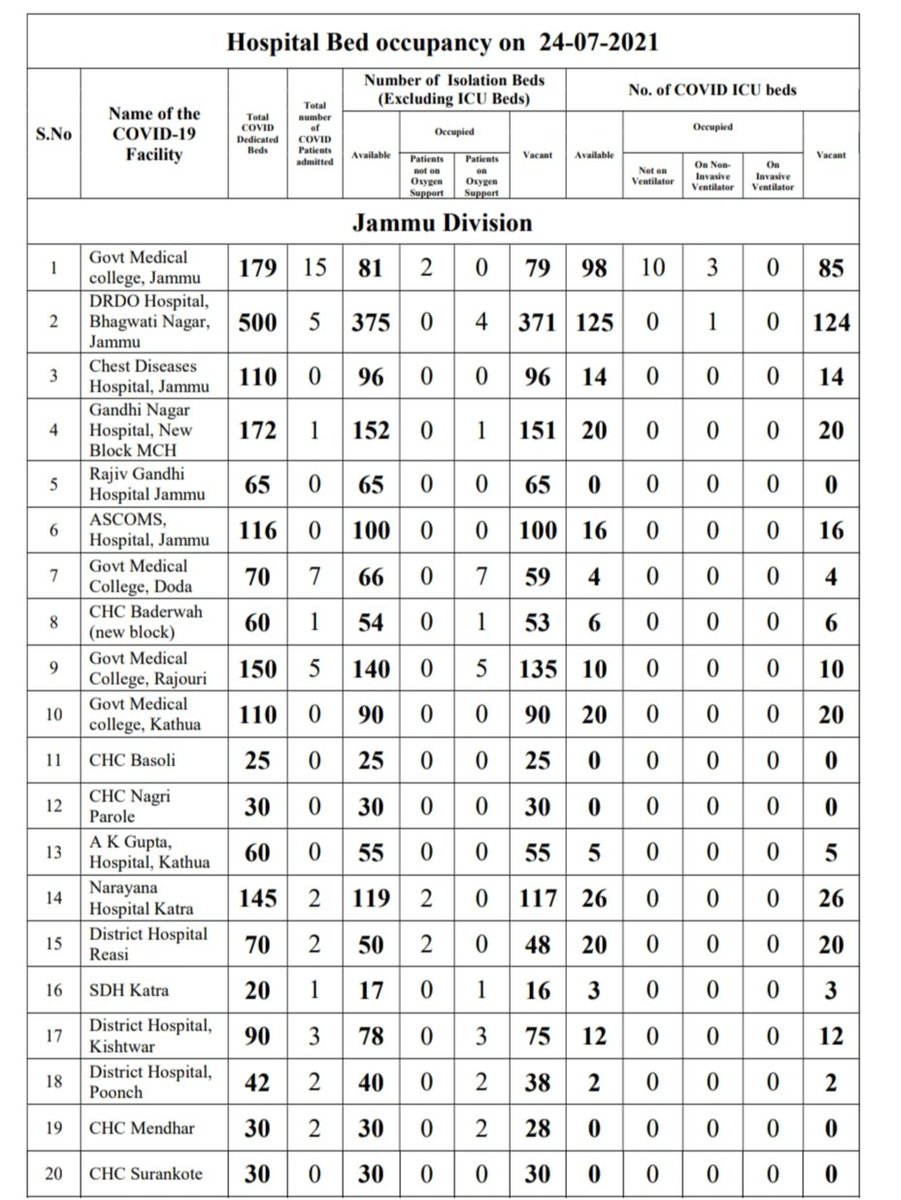 Hospital Bed occupancy on 24-07-2021
S.No
Name of the
COVID-19
Facility
Total
COVID
Dedicated
Beds
Total
number
of
COVID
Patients
admitted
Number of Isolation Beds
(Excluding ICU Beds)
No. of COVID ICU beds
Available
Occupied
Vacant
Available
Occupied
Vacant
Patients
not on
Oxygen
Support
Patients
on
Oxygen
Support
Not on
Ventilator
On Non-
Invasive
Ventilator
On
Invasive
Ventilator
Jammu Division
1 Govt Medical
college, Jammu 179 15 81 2 0 79 98 10 3 0 85
2 DRDO Hospital,
Bhagwati Nagar,
Jammu 500 5 375 0 4 371 125 0 1 0 124
3 Chest Diseases
Hospital, Jammu 110 0 96 0 0 96 14 0 0 0 14
4 Gandhi Nagar
Hospital, New
Block MCH 172 1 152 0 1 151 20 0 0 0 20
5 Rajiv Gandhi
Hospital Jammu 65 0 65 0 0 65 0 0 0 0 0
6 ASCOMS,
Hospital, Jammu 116 0 100 0 0 100 16 0 0 0 16
7 Govt Medical
College, Doda 70 7 66 0 7 59 4 0 0 0 4
8 CHC Baderwah
(new block) 60 1 54 0 1 53 6 0 0 0 6
9 Govt Medical
College, Rajouri 150 5 140 0 5 135 10 0 0 0 10
10 Govt Medical
college, Kathua 110 0 90 0 0 90 20 0 0 0 20
11 CHC Basoli 25 0 25 0 0 25 0 0 0 0 0
12 CHC Nagri
Parole 30 0 30 0 0 30 0 0 0 0 0
13 A K Gupta,
Hospital, Kathua 60 0 55 0 0 55 5 0 0 0 5
14 Narayana
Hospital Katra 145 2 119 2 0 117 26 0 0 0 26
15 District Hospital
Reasi 70 2 50 2 0 48 20 0 0 0 20
16 SDH Katra 20 1 17 0 1 16 3 0 0 0 3
17 District Hospital,
Kishtwar 90 3 78 0 3 75 12 0 0 0 12
18 District Hospital,
Poonch 42 2 40 0 2 38 2 0 0 0 2
19 CHC Mendhar 30 2 30 0 2 28 0 0 0 0 0
20 CHC Surankote 30 0 30 0 0 30 0 0 0 0 0